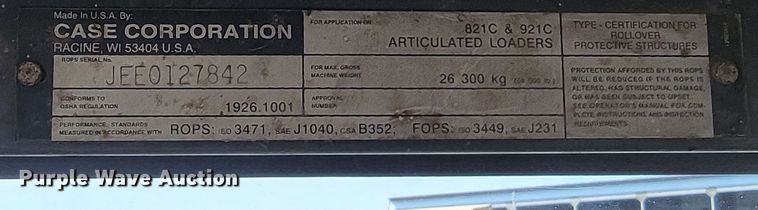 Made in U.S.A. By:
CASE CORPORATION
RACINE, WI 53404 U.S.A.
FOR APPLICATION ON
821C & 921C
ARTICULATED LOADERS
TYPE - CERTIFICATION FOR
ROLLOVER
PROTECTIVE STRUCTURES
ROPS SERIAL No.
JEE0127842
FOR MAX. GROSS
MACHINE WEIGHT
26 300 kg
CONFORMS TO
OSHA REGULATION
1926.1001
APPROVAL
NUMBER
PERFORMANCE STANDARDS
MEASURED IN ACCORDANCE WITH
ROPS: ISO 3471, SAE J1040, CSA B352; FOPS: ISO 3449, SAE J231
PROTECTION AFFORDED BY THIS ROPS
WILL BE REDUCED IF THE ROPS IS
ALTERED, HAS STRUCTURAL DAMAGE,
OR HAS BEEN SUBJECT TO UPSET.
SEE OPERATOR'S MANUAL FOR COM-
PLETE INSTRUCTIONS AND INSPECTION
REQUIREMENTS.
Purple Wave Auction